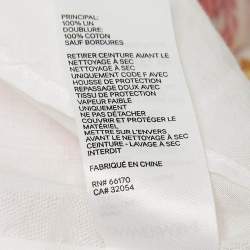 PRINCIPAL:
100% LIN
DOUBLURE:
100% COTON
SAUF BORDURES
RETIRER CEINTURE AVANT LE
NETTOYAGE À SEC
NETTOYAGE À SEC
UNIQUEMENT CODE F AVEC
HOUSSE DE PROTECTION
REPASSAGE DOUX AVEC
TISSU DE PROTECTION
VAPEUR FAIBLE
UNIQUEMENT
NE PAS DÉTACHER
COUVRIR ET PROTÉGER LE
MATÉRIEL
METTRE SUR L'ENVERS
AVANT LE NETTOYAGE À SEC
CEINTURE - LAVAGE À SEC
INTERDIT
FABRIQUÉ EN CHINE
RN# 66170
CA# 32054